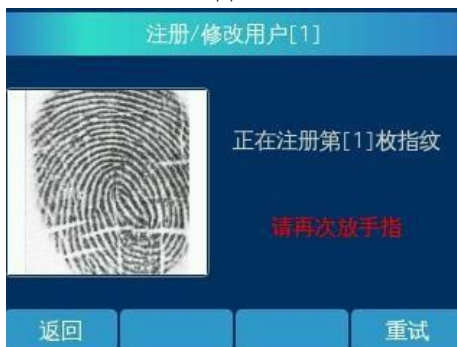 注册/修改用户[1]
正在注册第[1]枚指纹
请再次放手指
返回
重试